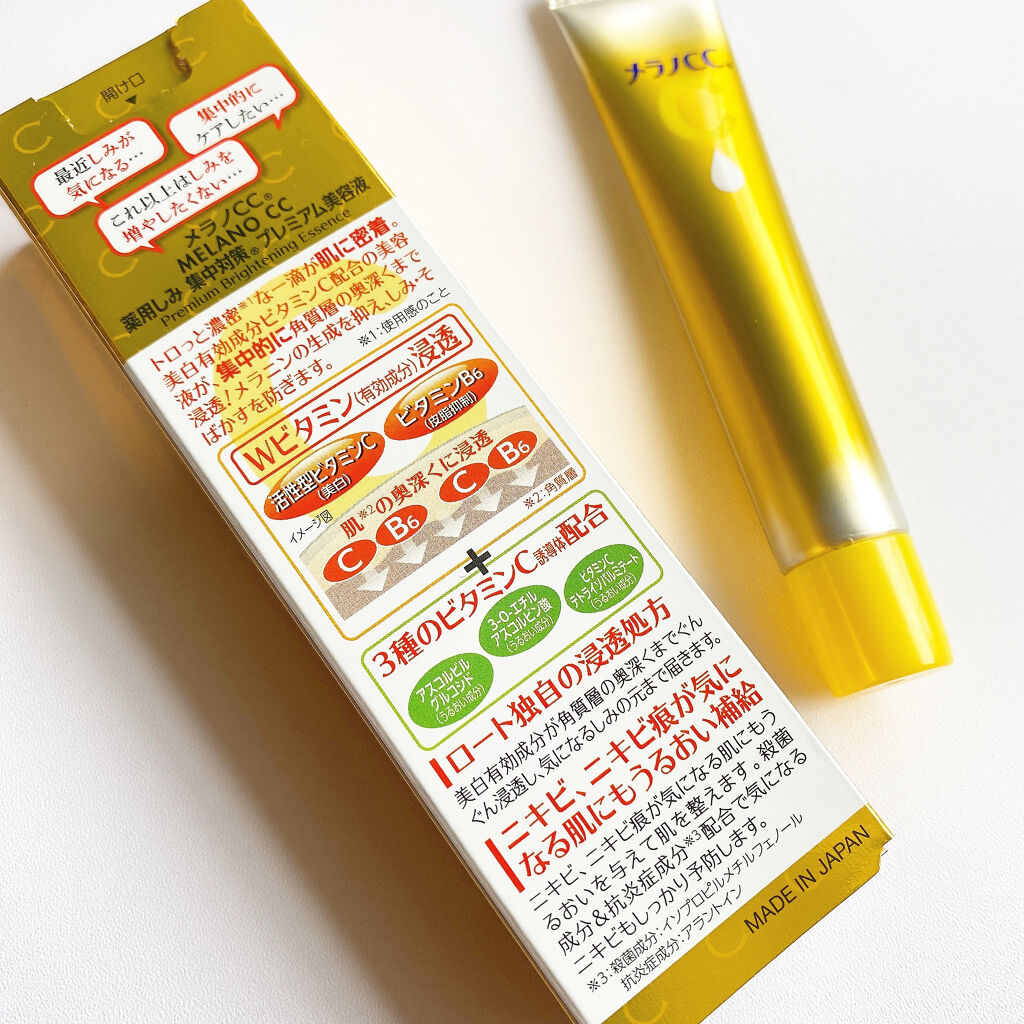 開け口
最近しみが
気になる…
集中的に
ケアしたい…
これ以上はしみを
増やしたくない…
メラノCC®
MELANO CC
薬用しみ 集中対策®プレミアム美容液
Premium Brightening Essence
トロっと濃密※1な一滴が肌に密着。
美白有効成分ビタミンC配合の美容
液が、集中的に角質層の奥深くまで
浸透!メラニーンの生成を抑え、しみ・そ
ばかすを防ぎます。
※1:使用感のこと
Wビタミン(有効成分)浸透
活性型ビタミンC
(美白)
ビタミンB6
(皮脂抑制)
イメージ図
肌※2の奥深くに浸透
C
B6
C
B6
※2:角質層
+
3種のビタミンC誘導体配合
アスコルビル
グルコシド
(うるおい成分)
3-O-エチル
アスコルビン酸
(うるおい成分)
ビタミンC
テトライソパルミテート
(うるおい成分)
ロート独自の浸透処方
美白有効成分が角質層の奥深くまでぐん
ぐん浸透し、気になるしみの元まで届きます。
ニキビ、ニキビ痕が気に
なる肌にもうるおい補給
ニキビ、ニキビ痕が気になる肌にもう
るおいを与えて肌を整えます。殺菌
成分&抗炎症成分※3配合で気になる
ニキビもしっかり予防します。
※3:殺菌成分:イソプロピルメチルフェノール
抗炎症成分:アラントイン
MADE IN JAPAN
メラノCC®
C